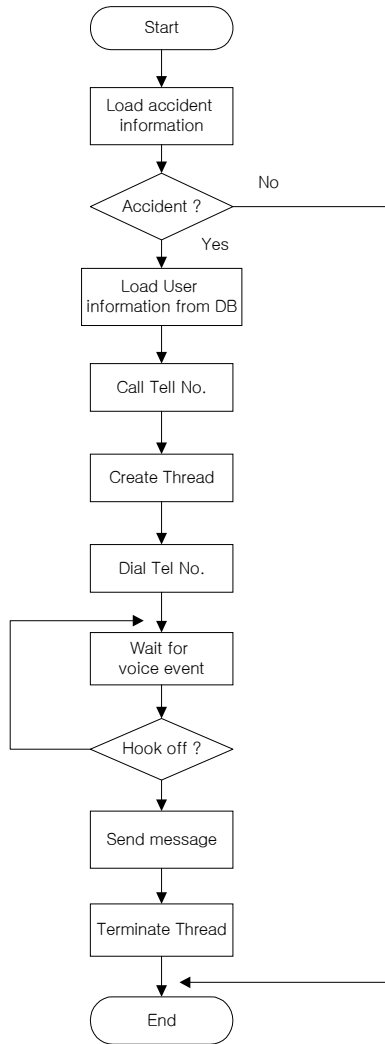 Start
Load accident
information
Accident ?
No
Yes
Load User
information from DB
Call Tell No.
Create Thread
Dial Tel No.
Wait for
voice event
Hook off ?
Send message
Terminate Thread
End